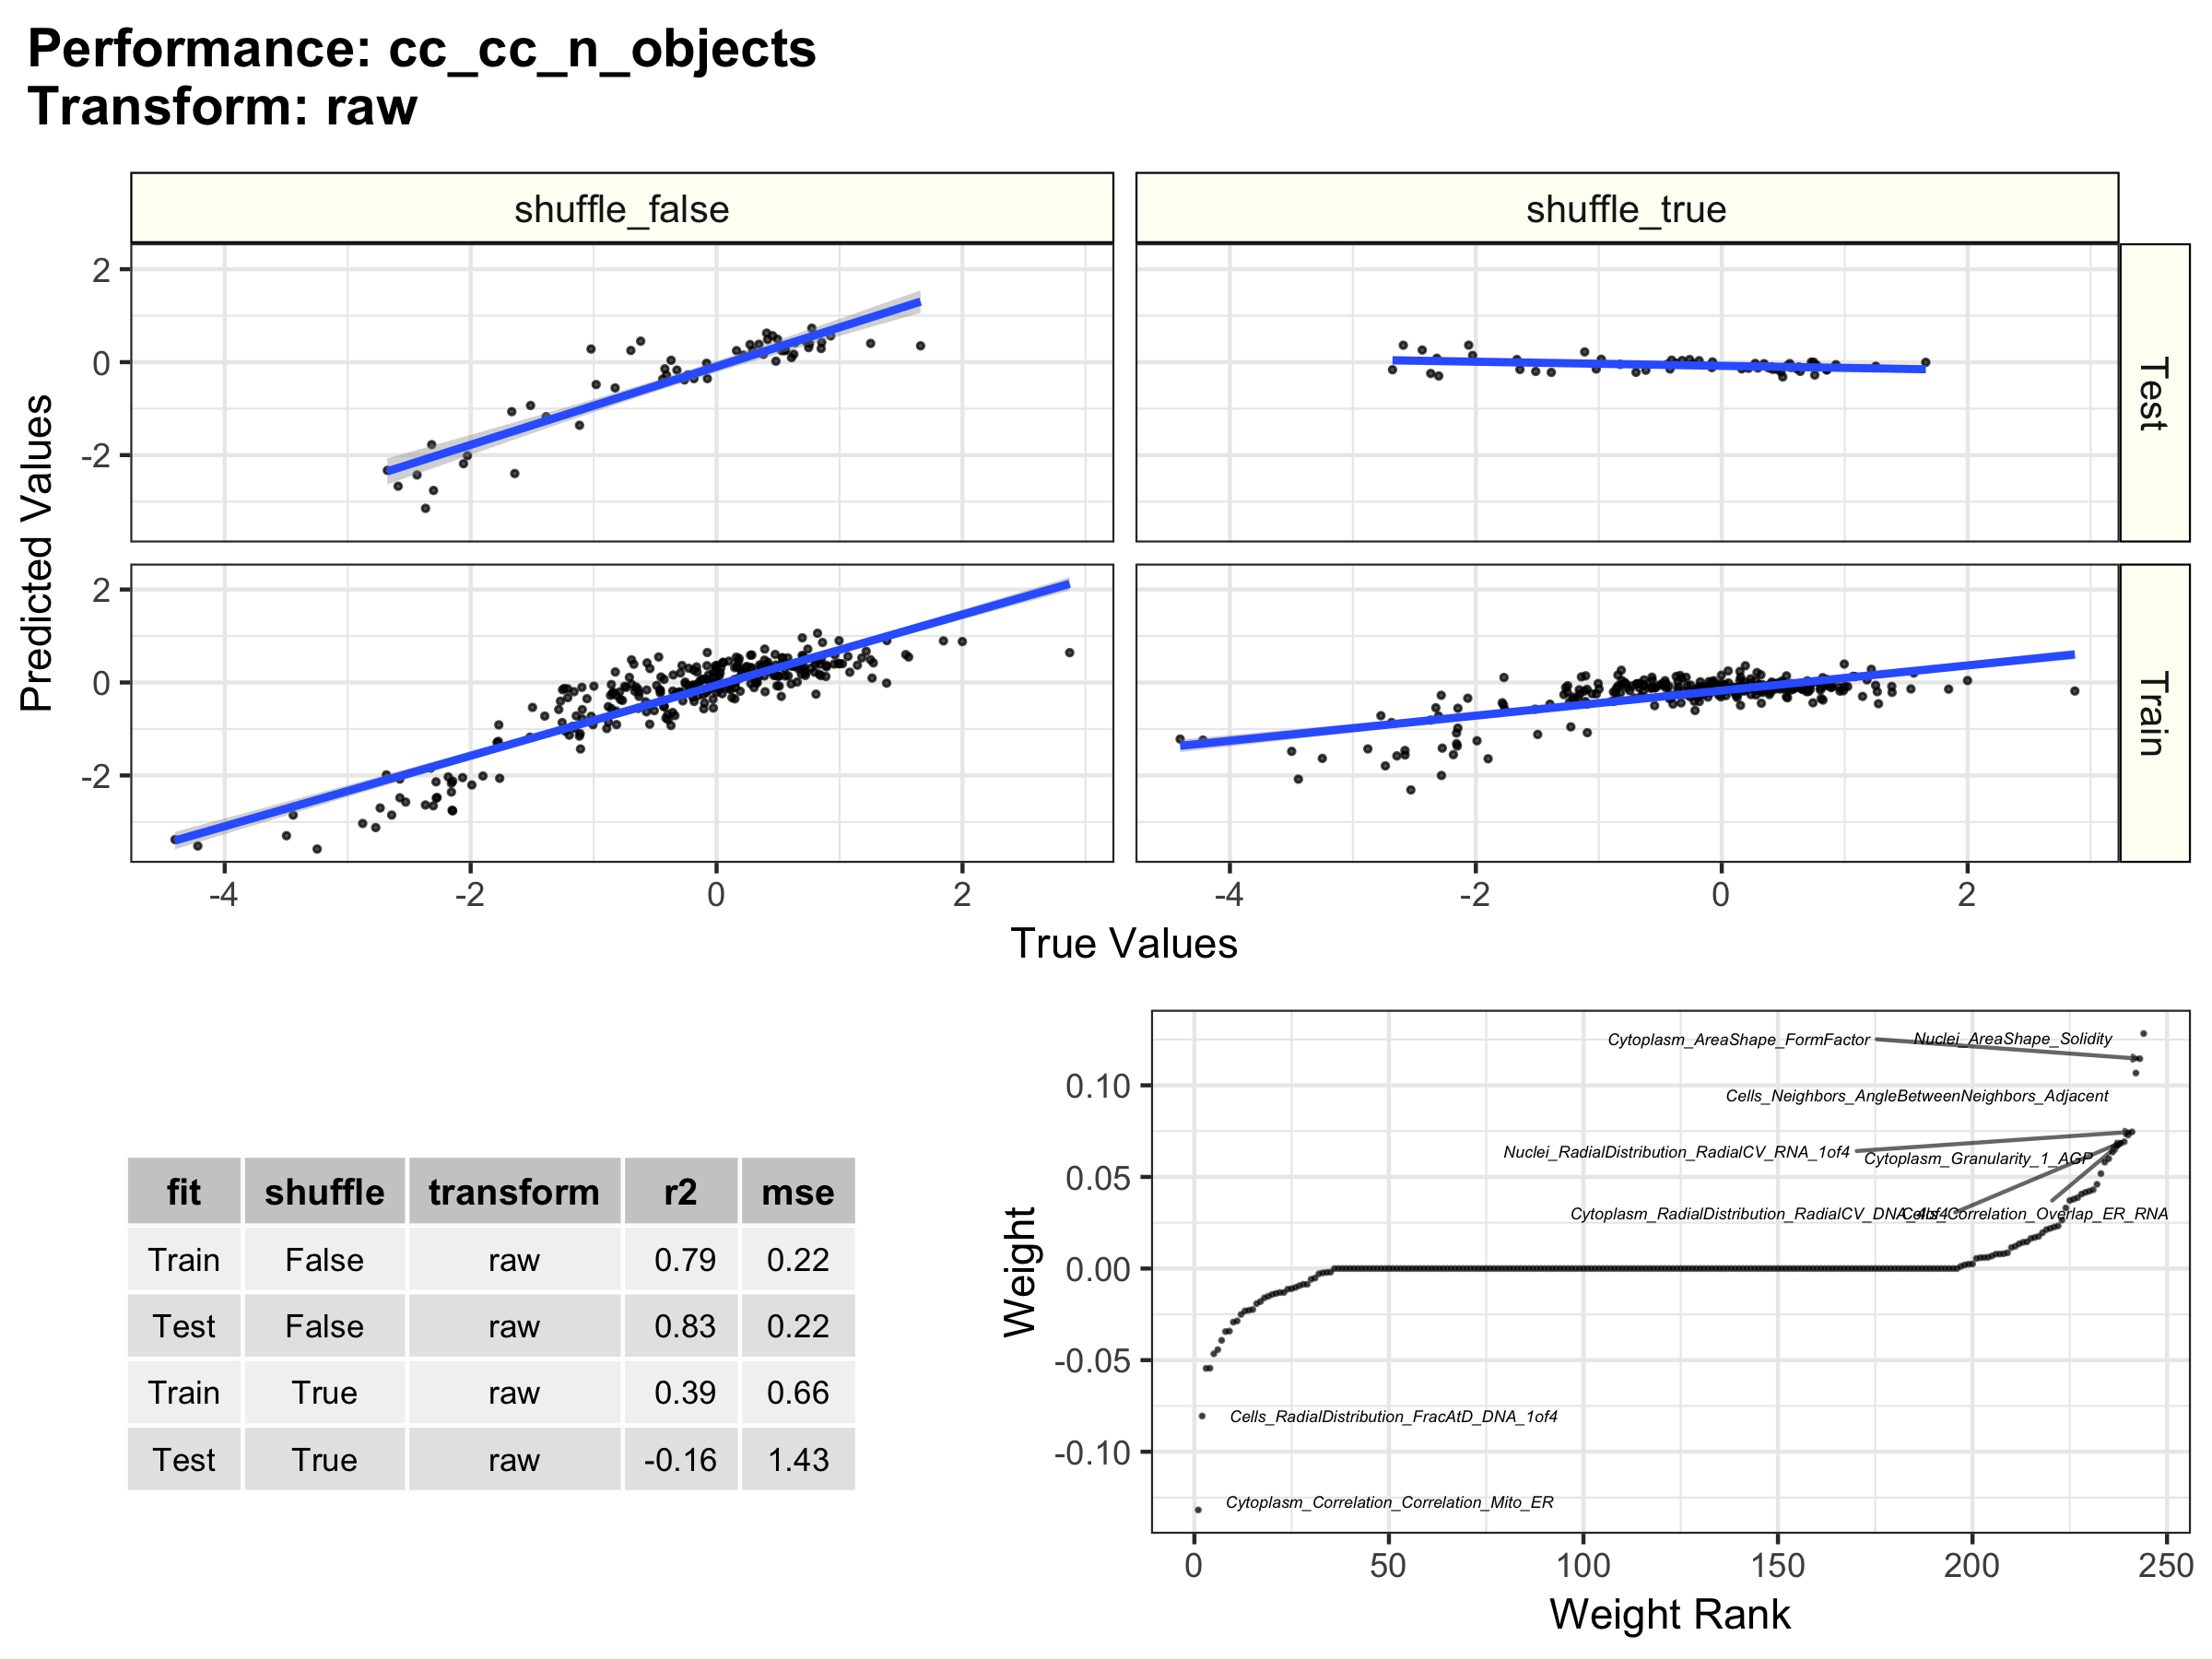 Performance: cc_cc_n_objects
Transform: raw
shuffle_false
shuffle_true
2
0
-2
Test
2
0
-2
Train
-4
-2
0
2
-4
-2
0
2
Predicted Values
True Values
fit shuffle transform r2 mse
Train False raw 0.79 0.22
Test False raw 0.83 0.22
Train True raw 0.39 0.66
Test True raw -0.16 1.43
Cytoplasm_AreaShape_FormFactor
Nuclei_AreaShape_Solidity
Cells_Neighbors_AngleBetweenNeighbors_Adjacent
Nuclei_RadialDistribution_RadialCV_RNA_1of4
Cytoplasm_Granularity_1_AGP
Cytoplasm_RadialDistribution_RadialCV_DNA_4of4
Cells_Correlation_Overlap_ER_RNA
Cells_RadialDistribution_FracAtD_DNA_1of4
Cytoplasm_Correlation_Correlation_Mito_ER
0.10
0.05
0.00
-0.05
-0.10
Weight
0
50
100
150
200
250
Weight Rank